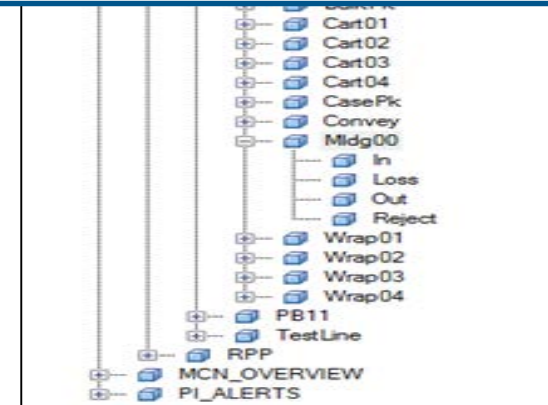 Cart01
Cart02
Cart03
Cart04
CasePk
Convey
Mldg00
In
Loss
Out
Reject
Wrap01
Wrap02
Wrap03
Wrap04
PB11
TestLine
RPP
MCN_OVERVIEW
PI_ALERTS